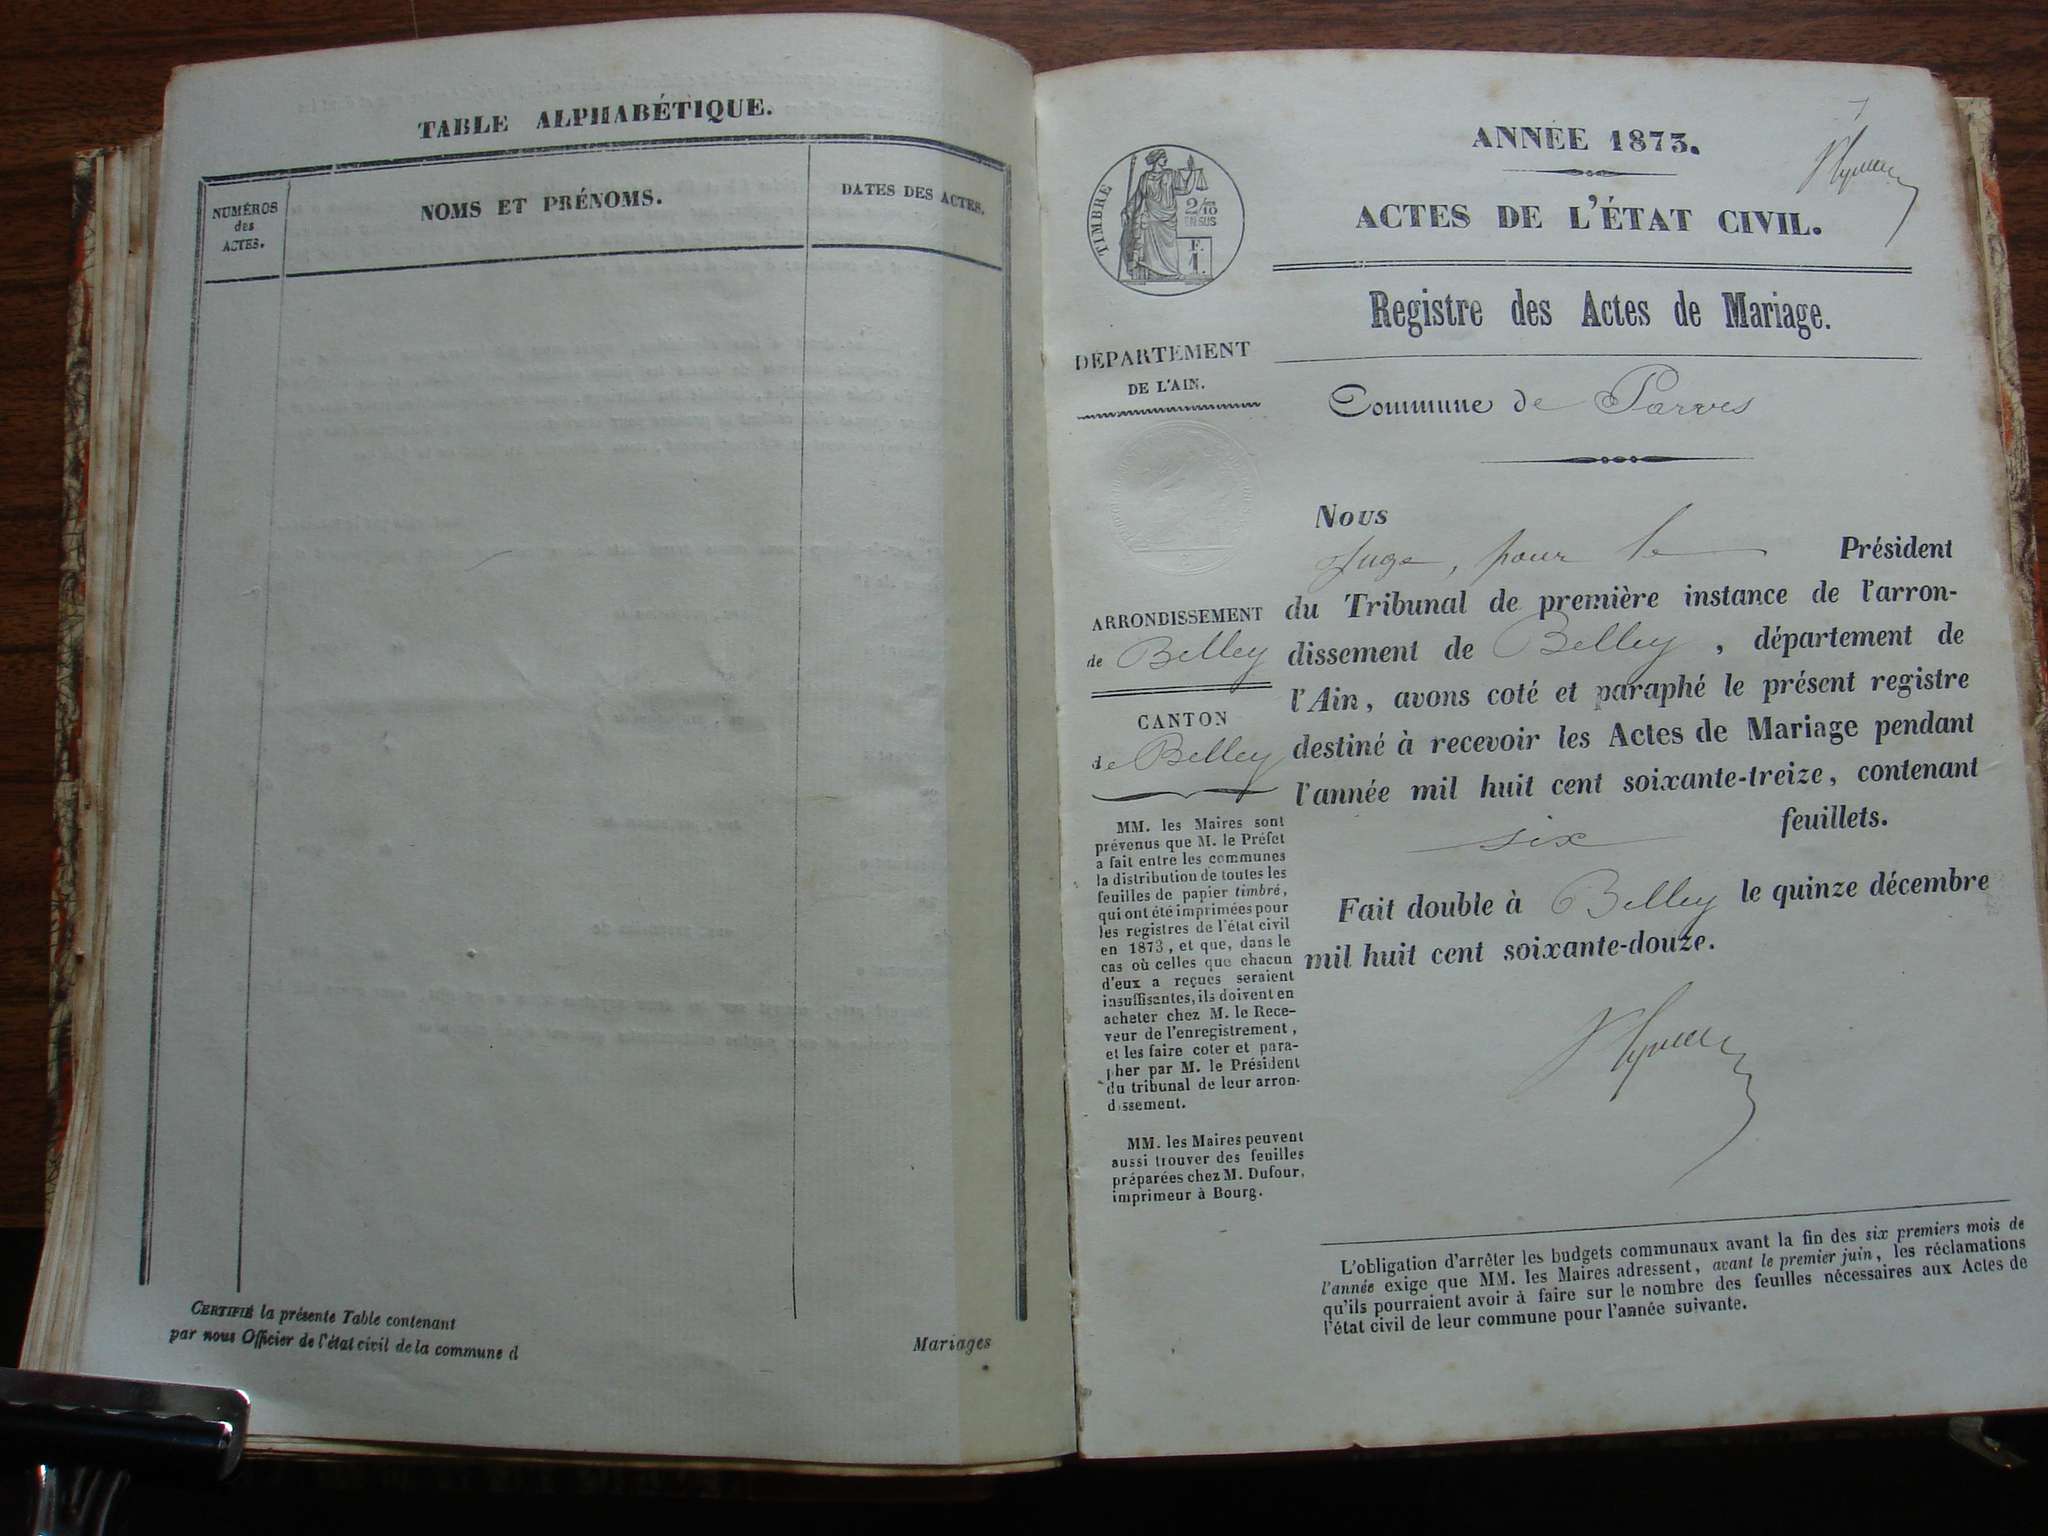 TABLE ALPHABÉTIQUE.
NUMÉROS
des
ACTES.
NOMS ET PRÉNOMS.
DATES DES ACTES.
CERTIFIÉ la présente Table contenant
Mariages
par nous Officier de l'état civil de la commune d
TIMBRE
2/10
EN SUS
F.
1.
ANNÉE 1873.
ACTES DE L'ÉTAT CIVIL.
Registre des Actes de Mariage.
DÉPARTEMENT
DE L'AIN.
Commune de Parves
ARRONDISSEMENT
de Belley
CANTON
de Belley
MM. les Maires sont
prévenus que M. le Préfet
a fait entre les communes
la distribution de toutes les
feuilles de papier timbré,
qui ont été imprimées pour
les registres de l'état civil
en 1873, et que, dans le
cas où celles que chacun
d'eux a reçues seraient
insuffisantes, ils doivent en
acheter chez M. le Rece-
veur de l'enregistrement,
et les faire coter et para-
pher par M. le Président
du tribunal de leur arron-
dissement.
MM. les Maires peuvent
aussi trouver des feuilles
préparées chez M. Dufour,
imprimeur à Bourg.
Nous
Juge, pour le Président
du Tribunal de première instance de l'arron-
dissement de Belley, département de
l'Ain, avons coté et paraphé le présent registre
destiné à recevoir les Actes de Mariage pendant
l'année mil huit cent soixante-treize, contenant
six feuillets.
Fait double à Belley le quinze décembre
mil huit cent soixante-douze.
L'obligation d'arrêter les budgets communaux avant la fin des six premiers mois de
l'année exige que MM. les Maires adressent, avant le premier juin, les réclamations
qu'ils pourraient avoir à faire sur le nombre des feuilles nécessaires aux Actes de
l'état civil de leur commune pour l'année suivante.